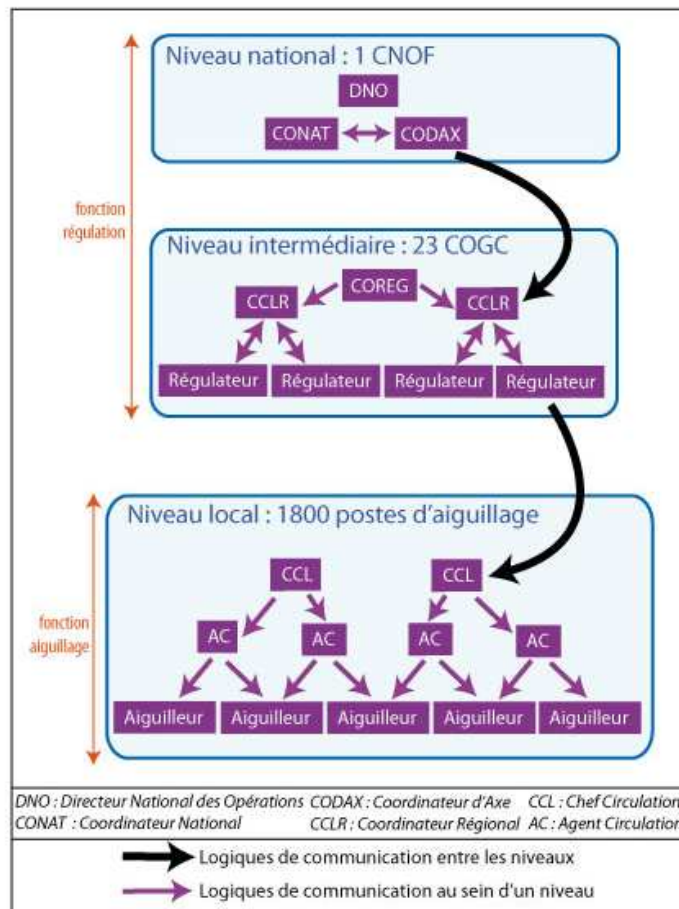 Niveau national : 1 CNOF
DNO
CONAT CODAX
fonction
régulation
Niveau intermédiaire : 23 COGC
COREG
CCLR CCLR
Régulateur Régulateur Régulateur Régulateur
Niveau local : 1800 postes d'aiguillage
CCL CCL
fonction
aiguillage
AC AC AC AC
Aiguilleur Aiguilleur Aiguilleur Aiguilleur Aiguilleur
DNO : Directeur National des Opérations CODAX : Coordinateur d'Axe CCL : Chef Circulation
CONAT : Coordinateur National CCLR : Coordinateur Régional AC : Agent Circulation
Logiques de communication entre les niveaux
Logiques de communication au sein d'un niveau